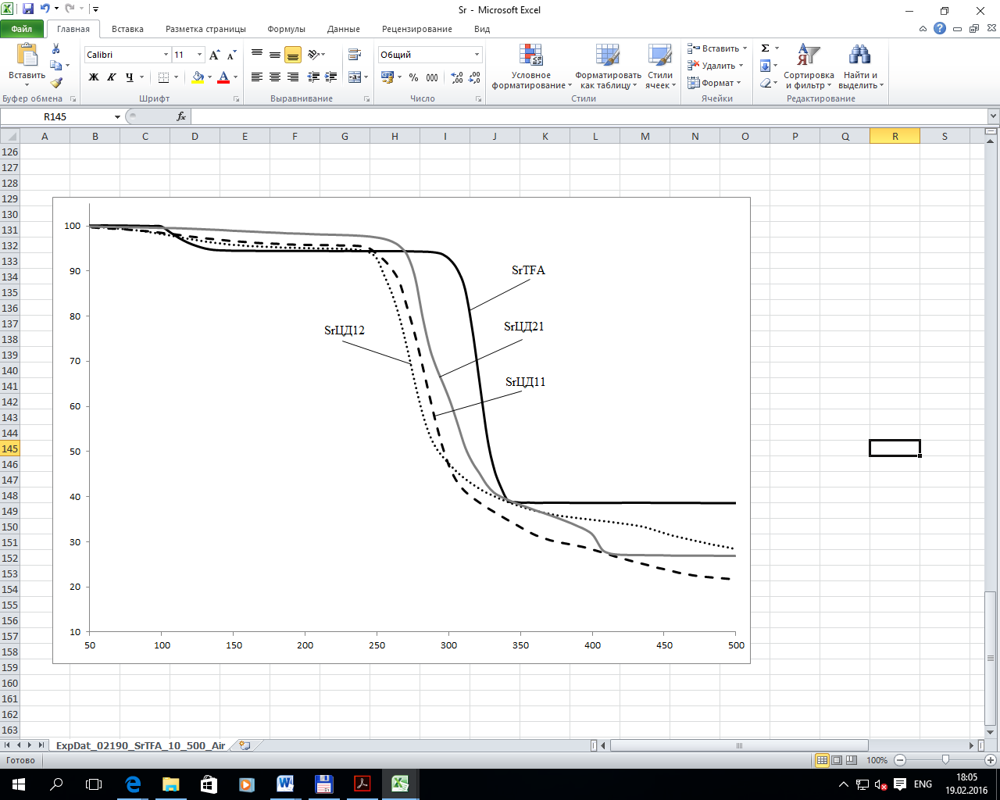 Sr - Microsoft Excel
Файл Главная Вставка Разметка страницы Формулы Данные Рецензирование Вид
Вставить
Буфер обмена
Calibri 11
Ж К Ч
Шрифт
Выравнивание
Общий
% 000
Число
Условное форматирование
Форматировать как таблицу
Стили ячеек
Стили
Вставить
Удалить
Формат
Ячейки
Сортировка и фильтр
Найти и выделить
Редактирование
R145
fx
A B C D E F G H I J K L M N O P Q R S
126
127
128
129
130
131
132
133
134
135
136
137
138
139
140
141
142
143
144
145
146
147
148
149
150
151
152
153
154
155
156
157
158
159
160
161
162
163
100
90
80
70
60
50
40
30
20
10
50 100 150 200 250 300 350 400 450 500
SrTFA
SrЦД21
SrЦД12
SrЦД11
ExpDat_02190_SrTFA_10_500_Air
Готово
100%
ENG
18:05
19.02.2016